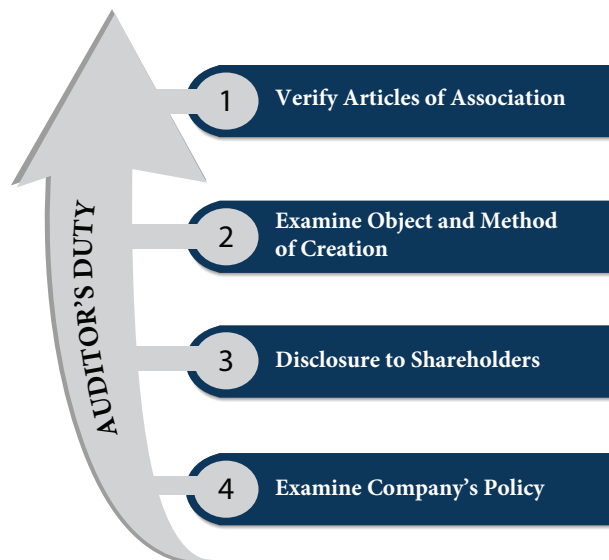 AUDITOR'S DUTY
1
Verify Articles of Association
2
Examine Object and Method
of Creation
3
Disclosure to Shareholders
4
Examine Company's Policy